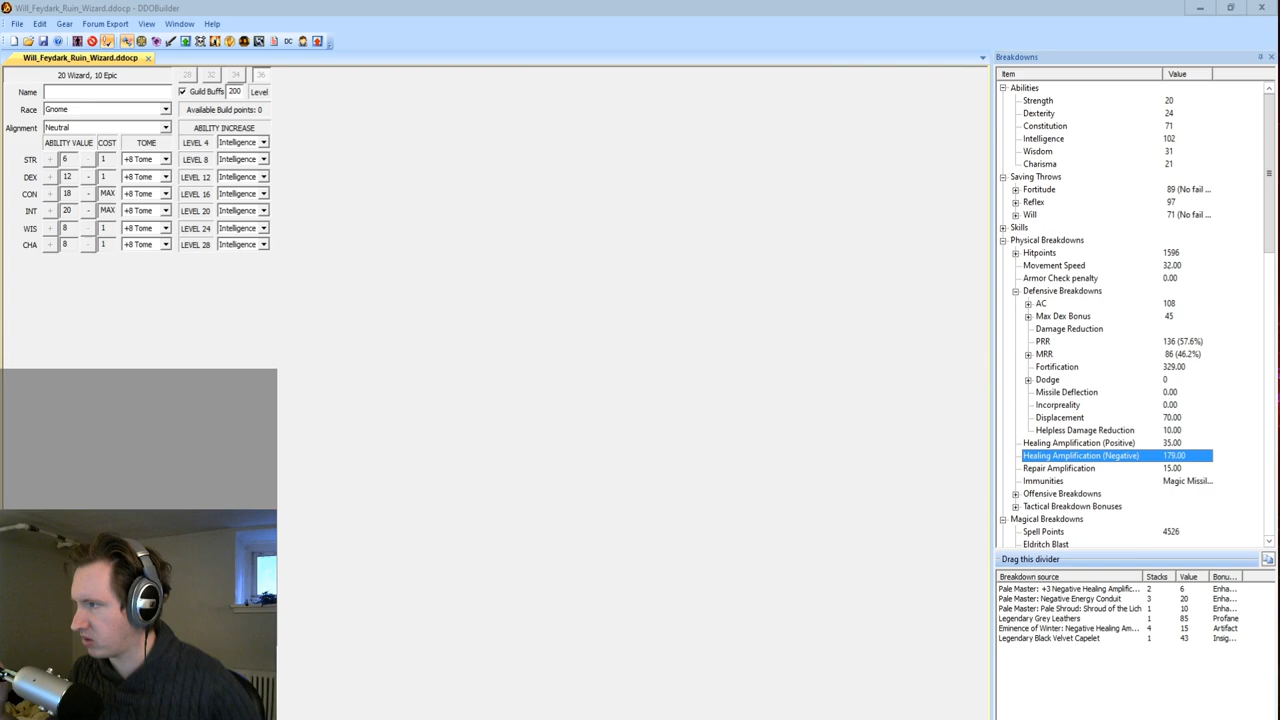 Will_Feydark_Ruin_Wizard.ddocp - DDOBuilder
File Edit Gear Forum Export View Window Help
DC
Will_Feydark_Ruin_Wizard.ddocp
20 Wizard, 10 Epic 28 32 34 36
Name Guild Buffs 200 Level
Race Gnome Available Build points: 0
Alignment Neutral ABILITY INCREASE
ABILITY VALUE COST TOME LEVEL 4 Intelligence
STR + 6 - 1 +8 Tome LEVEL 8 Intelligence
DEX + 12 - 1 +8 Tome LEVEL 12 Intelligence
CON + 18 - MAX +8 Tome LEVEL 16 Intelligence
INT + 20 - MAX +8 Tome LEVEL 20 Intelligence
WIS + 8 - 1 +8 Tome LEVEL 24 Intelligence
CHA + 8 - 1 +8 Tome LEVEL 28 Intelligence
Breakdowns
Item Value
Abilities
Strength 20
Dexterity 24
Constitution 71
Intelligence 102
Wisdom 31
Charisma 21
Saving Throws
Fortitude 89 (No fail ...
Reflex 97
Will 71 (No fail ...
Skills
Physical Breakdowns
Hitpoints 1596
Movement Speed 32.00
Armor Check penalty 0.00
Defensive Breakdowns
AC 108
Max Dex Bonus 45
Damage Reduction
PRR 136 (57.6%)
MRR 86 (46.2%)
Fortification 329.00
Dodge 0
Missile Deflection 0.00
Incorpreality 0.00
Displacement 70.00
Helpless Damage Reduction 10.00
Healing Amplification (Positive) 35.00
Healing Amplification (Negative) 179.00
Repair Amplification 15.00
Immunities Magic Missil...
Offensive Breakdowns
Tactical Breakdown Bonuses
Magical Breakdowns
Spell Points 4526
Eldritch Blast
Drag this divider
Breakdown source Stacks Value Bonu...
Pale Master: +3 Negative Healing Amplific... 2 6 Enha...
Pale Master: Negative Energy Conduit 3 20 Enha...
Pale Master: Pale Shroud: Shroud of the Lich 1 10 Enha...
Legendary Grey Leathers 1 85 Profane
Eminence of Winter: Negative Healing Am... 4 15 Artifact
Legendary Black Velvet Capelet 1 43 Insig...